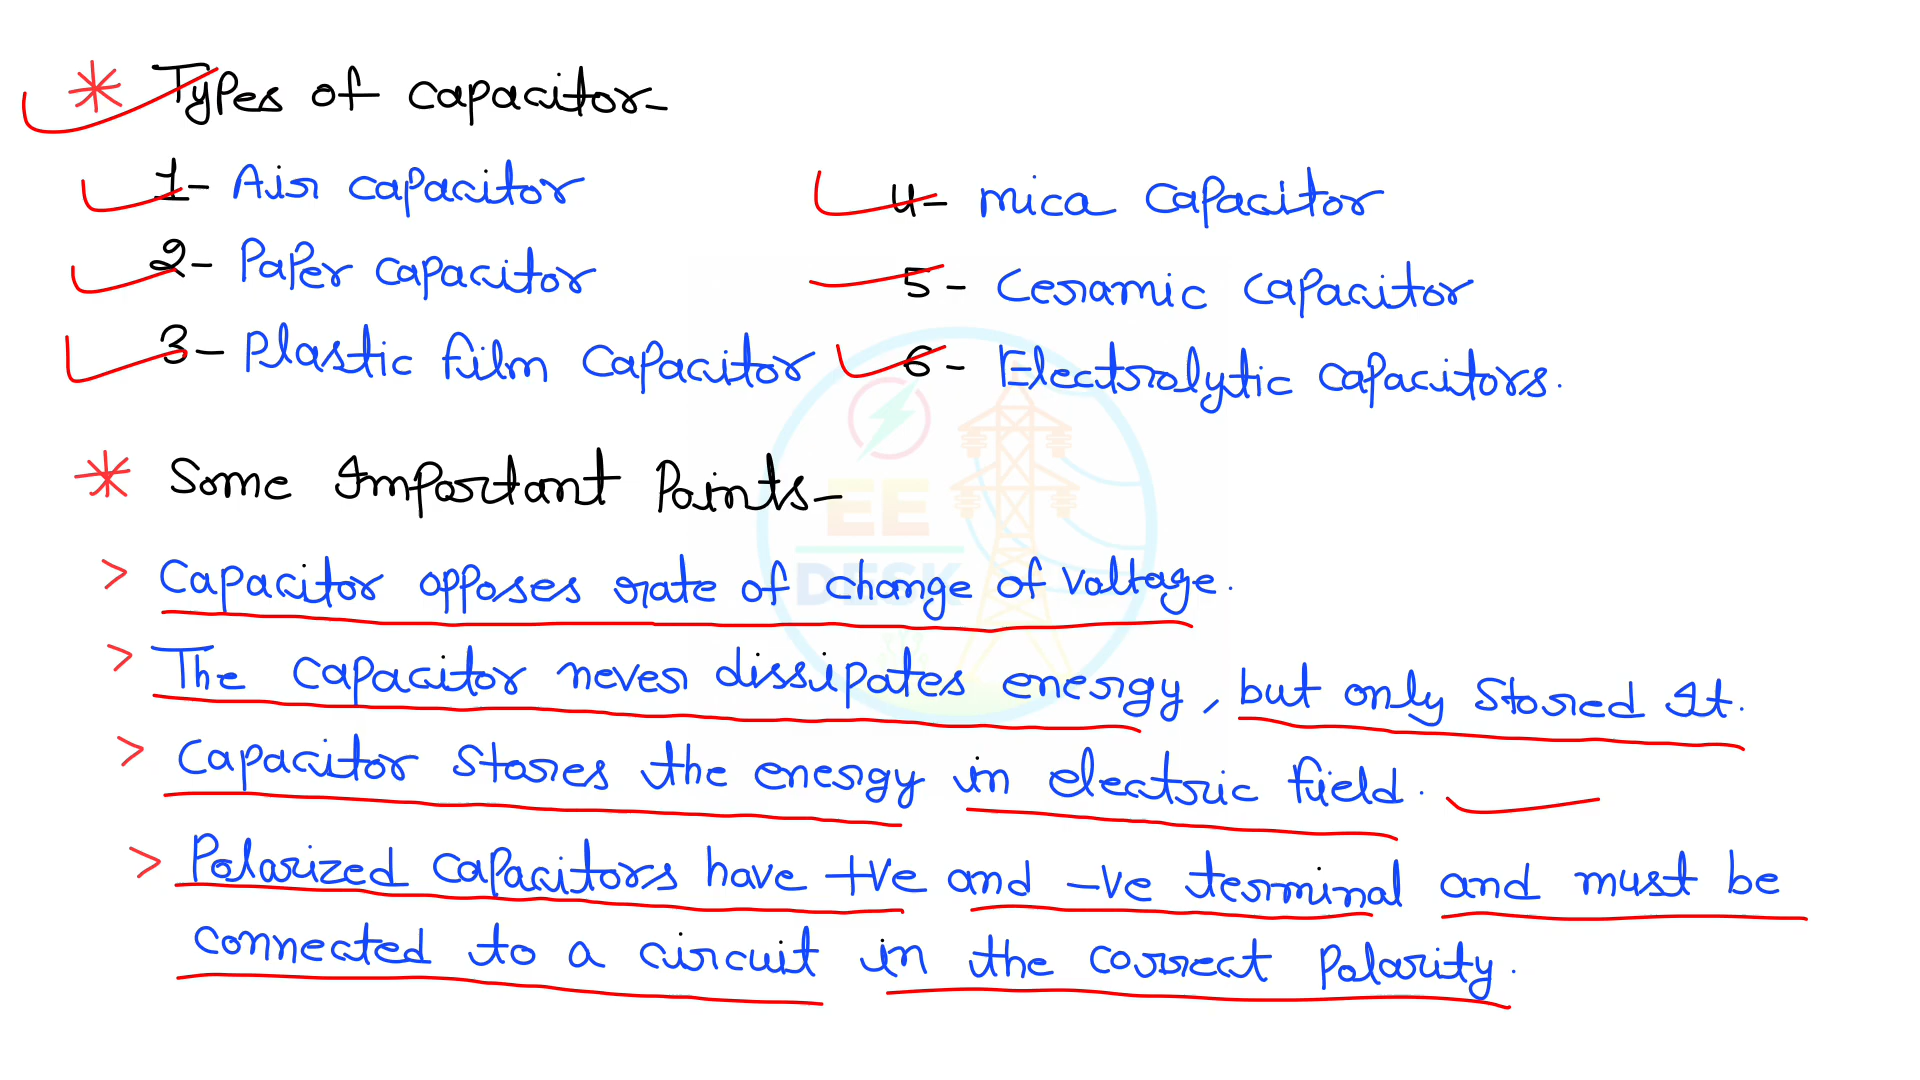 * Types of capacitor-
1- Air capacitor
2- Paper capacitor
3- Plastic film capacitor
4- mica capacitor
5- Ceramic capacitor
6- Electrolytic capacitors.
* Some Important Points-
> Capacitor opposes rate of change of voltage.
> The capacitor never dissipates energy, but only stored It.
> Capacitor stores the energy in electric field.
> Polarized capacitors have +ve and -ve terminal and must be
connected to a circuit in the correct Polarity.
EE
DESK